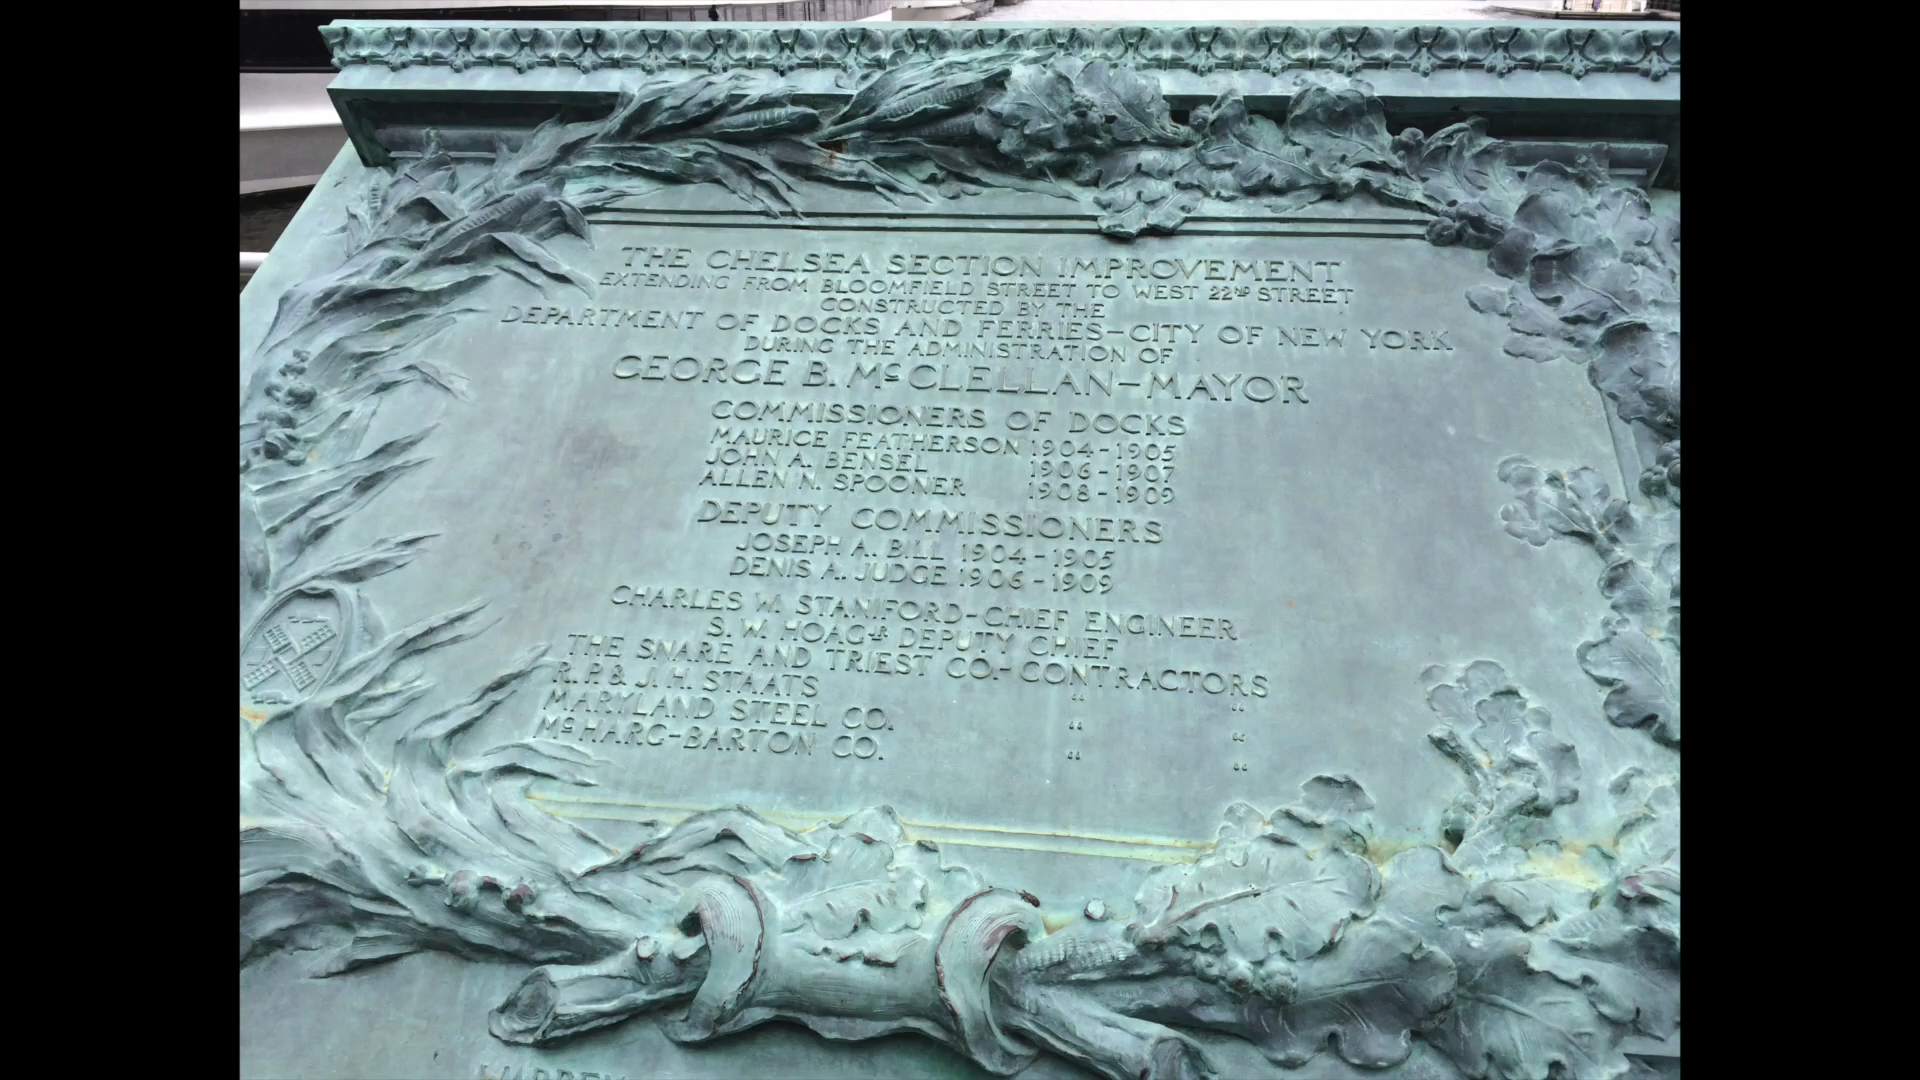 THE CHELSEA SECTION IMPROVEMENT
EXTENDING FROM BLOOMFIELD STREET TO WEST 22ND STREET
CONSTRUCTED BY THE
DEPARTMENT OF DOCKS AND FERRIES-CITY OF NEW YORK
DURING THE ADMINISTRATION OF
GEORGE B. McCLELLAN-MAYOR
COMMISSIONERS OF DOCKS
MAURICE FEATHERSON 1904-1905
JOHN A. BENSEL 1906-1907
ALLEN N. SPOONER 1908-1909
DEPUTY COMMISSIONERS
JOSEPH A. BILL 1904-1905
DENIS A. JUDGE 1906-1909
CHARLES W. STANIFORD-CHIEF ENGINEER
S. W. HOAG JR DEPUTY CHIEF "
THE SNARE AND TRIEST CO.-CONTRACTORS
R. P. & J. H. STAATS " "
MARYLAND STEEL CO. " "
McHARG-BARTON CO. " "
WARREN